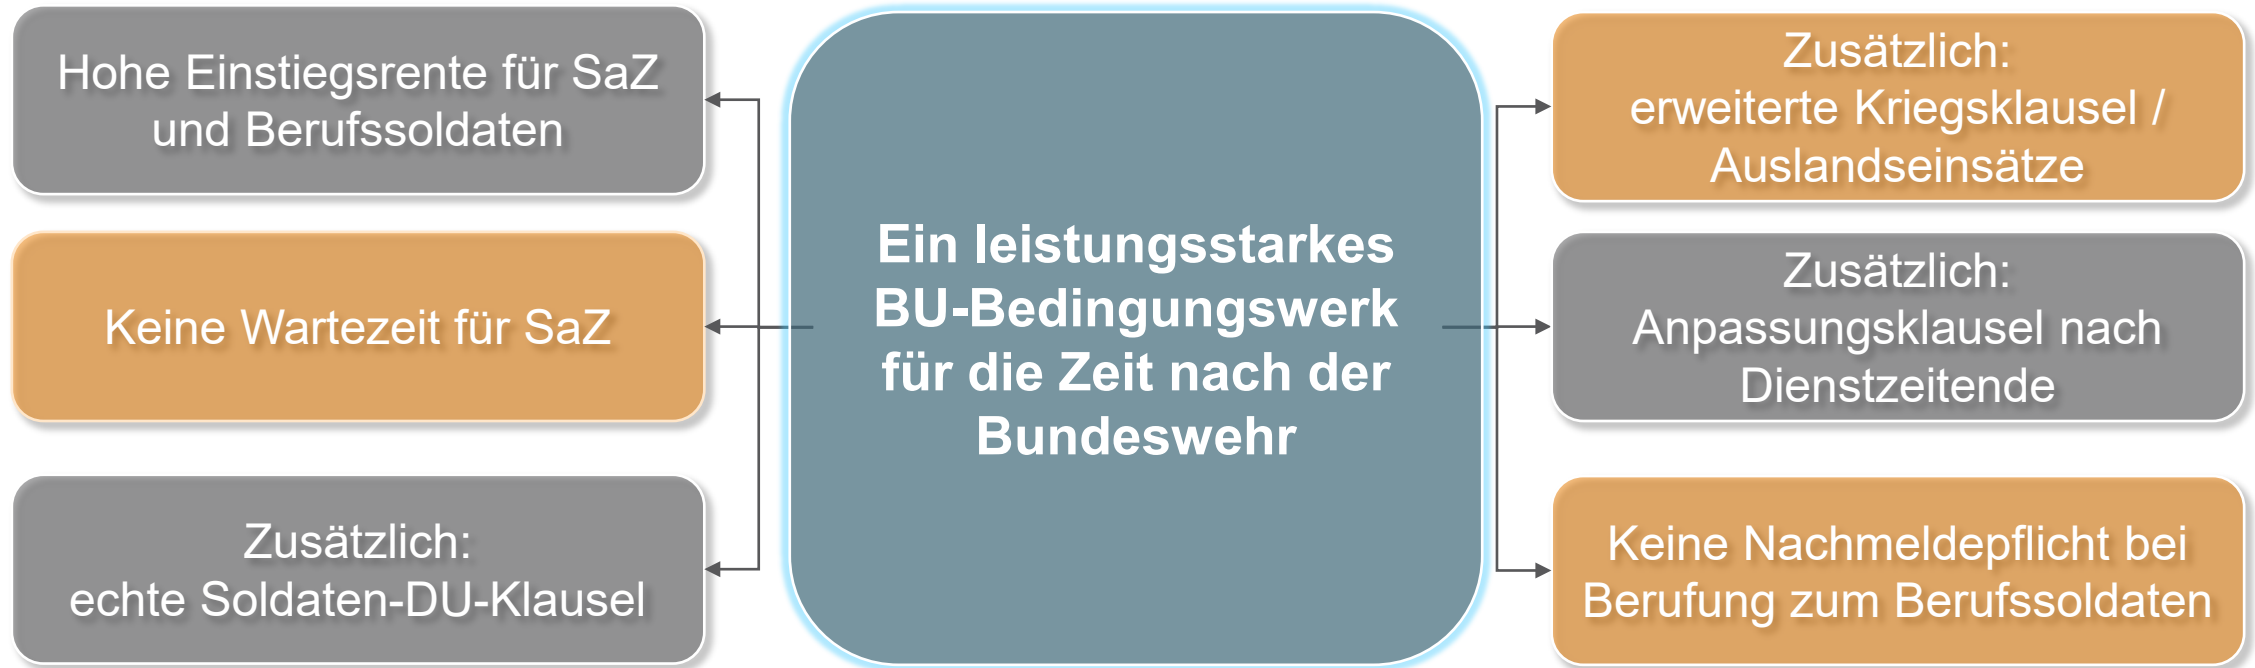 Hohe Einstiegsrente für SaZ
und Berufssoldaten
Keine Wartezeit für SaZ
Zusätzlich:
echte Soldaten-DU-Klausel
Ein leistungsstarkes
BU-Bedingungswerk
für die Zeit nach der
Bundeswehr
Zusätzlich:
erweiterte Kriegsklausel /
Auslandseinsätze
Zusätzlich:
Anpassungsklausel nach
Dienstzeitende
Keine Nachmeldepflicht bei
Berufung zum Berufssoldaten